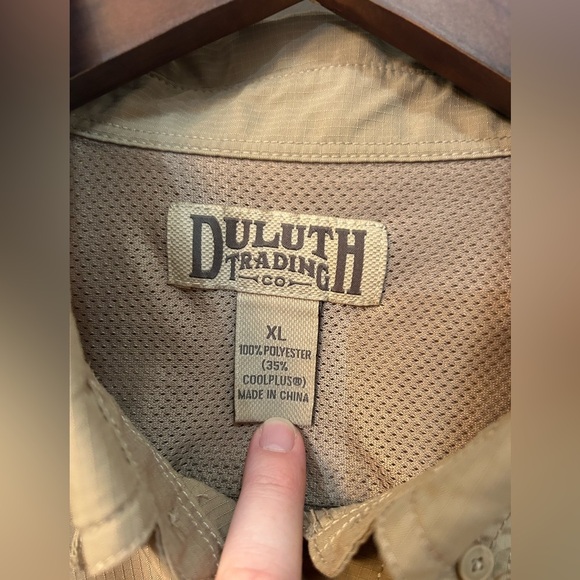 DULUTH
TRADING
CO
XL
100% POLYESTER
(35%
COOLPLUS®)
MADE IN CHINA